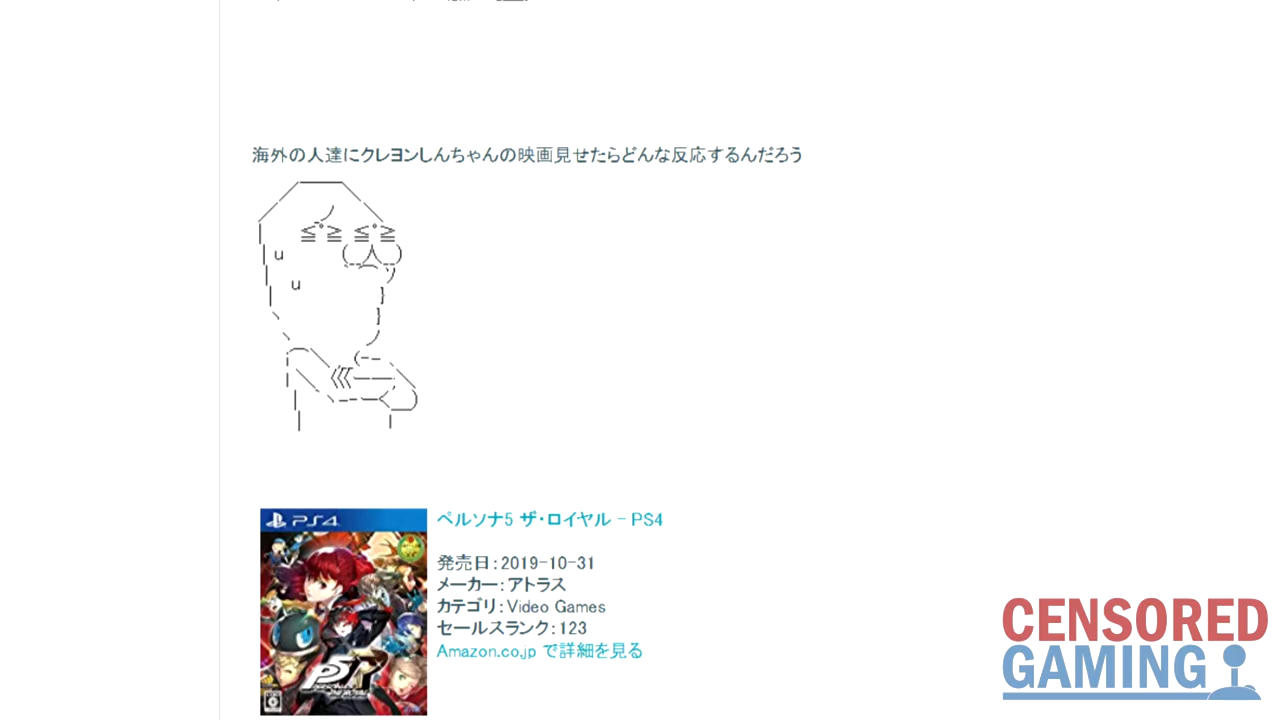 海外の人達にクレヨンしんちゃんの映画見せたらどんな反応するんだろう
u
u
PS4
ペルソナ5 ザ・ロイヤル - PS4
発売日:2019-10-31
メーカー:アトラス
カテゴリ:Video Games
セールスランク:123
Amazon.co.jp で詳細を見る
P5R
CENSORED
GAMING